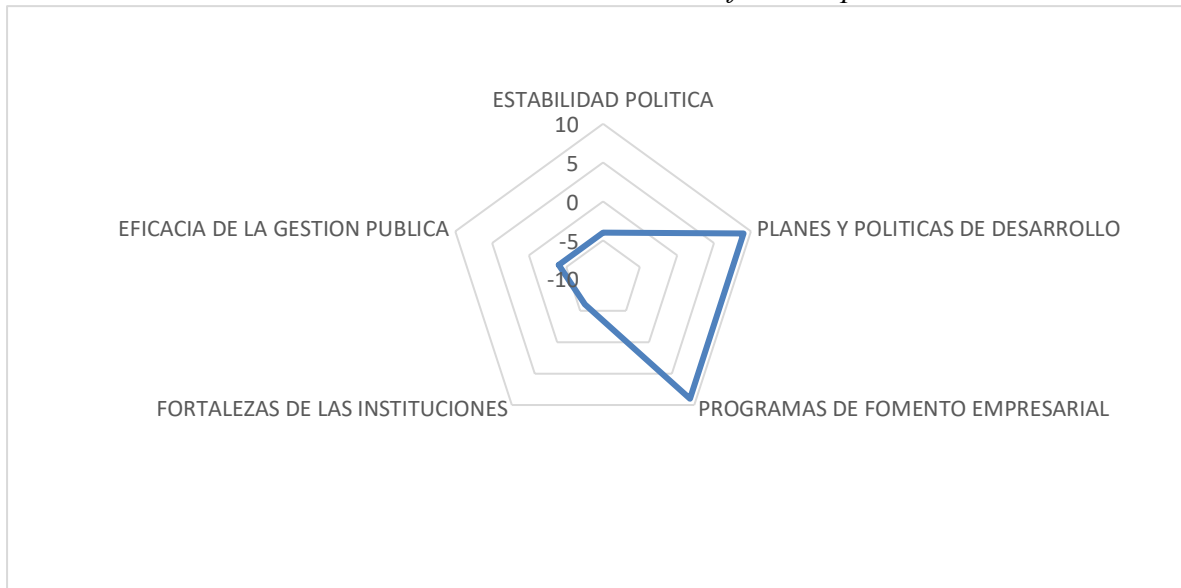 ESTABILIDAD POLITICA
10
5
0
-5
-10
EFICACIA DE LA GESTION PUBLICA
PLANES Y POLITICAS DE DESARROLLO
FORTALEZAS DE LAS INSTITUCIONES
PROGRAMAS DE FOMENTO EMPRESARIAL